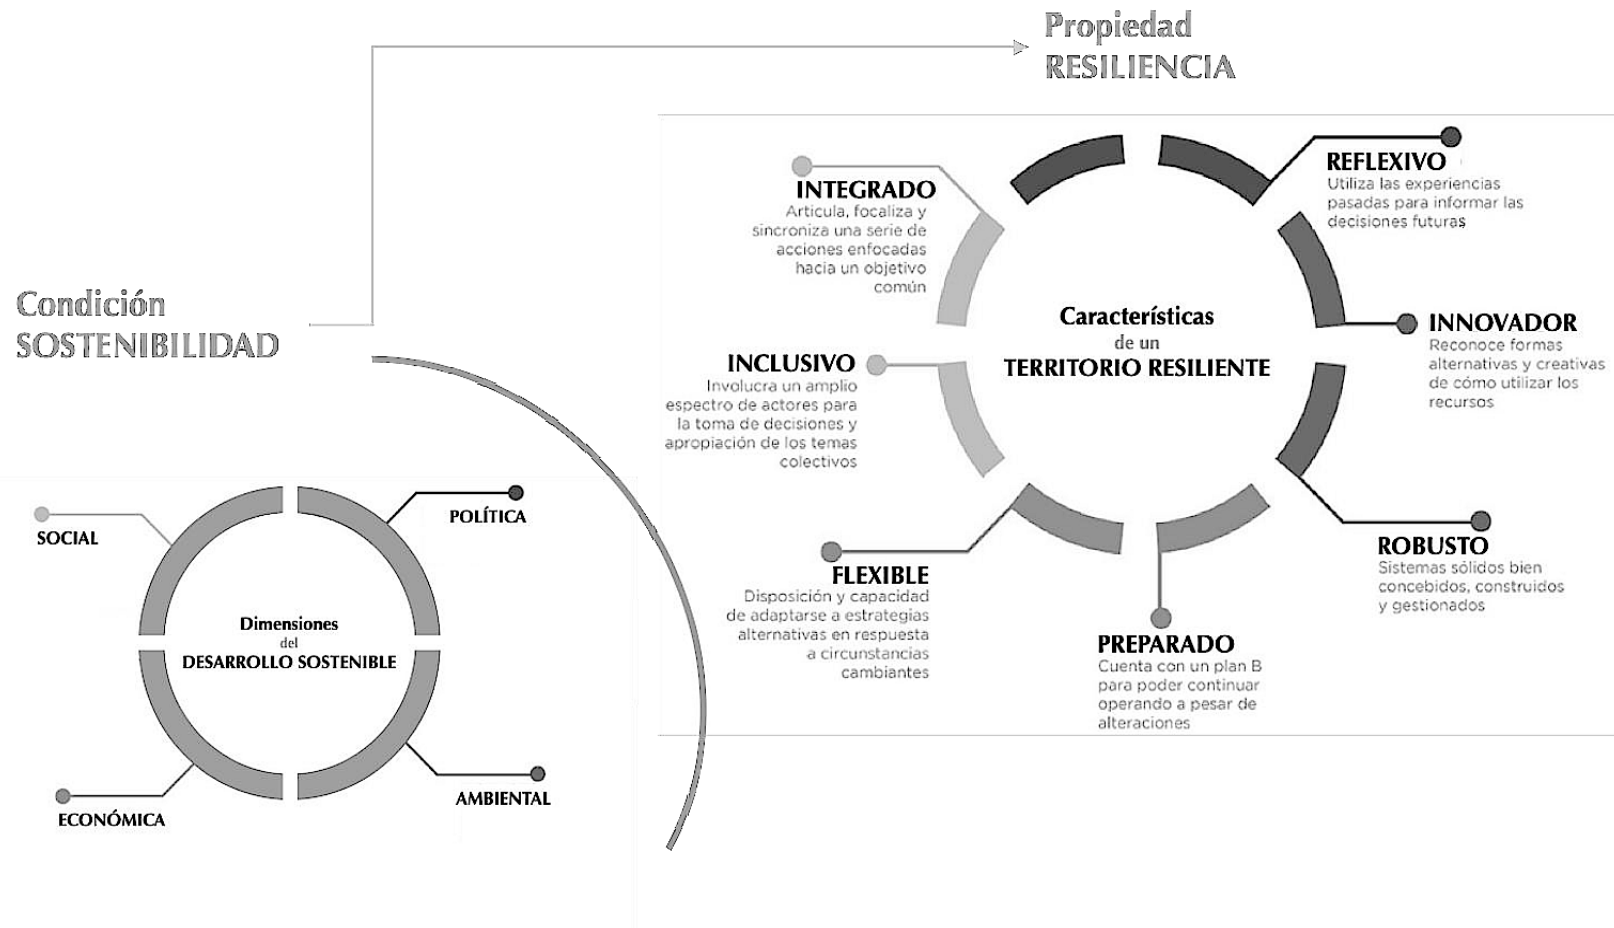 Propiedad
RESILIENCIA
Condición
SOSTENIBILIDAD
Características
de un
TERRITORIO RESILIENTE
REFLEXIVO
Utiliza las experiencias
pasadas para informar las
decisiones futuras
INNOVADOR
Reconoce formas
alternativas y creativas
de cómo utilizar los
recursos
ROBUSTO
Sistemas sólidos bien
concebidos, construidos
y gestionados
PREPARADO
Cuenta con un plan B
para poder continuar
operando a pesar de
alteraciones
FLEXIBLE
Disposición y capacidad
de adaptarse a estrategias
alternativas en respuesta
a circunstancias
cambiantes
INCLUSIVO
Involucra un amplio
espectro de actores para
la toma de decisiones y
apropiación de los temas
colectivos
INTEGRADO
Articula, focaliza y
sincroniza una serie de
acciones enfocadas
hacia un objetivo
común
Dimensiones
del
DESARROLLO SOSTENIBLE
SOCIAL
POLÍTICA
AMBIENTAL
ECONÓMICA